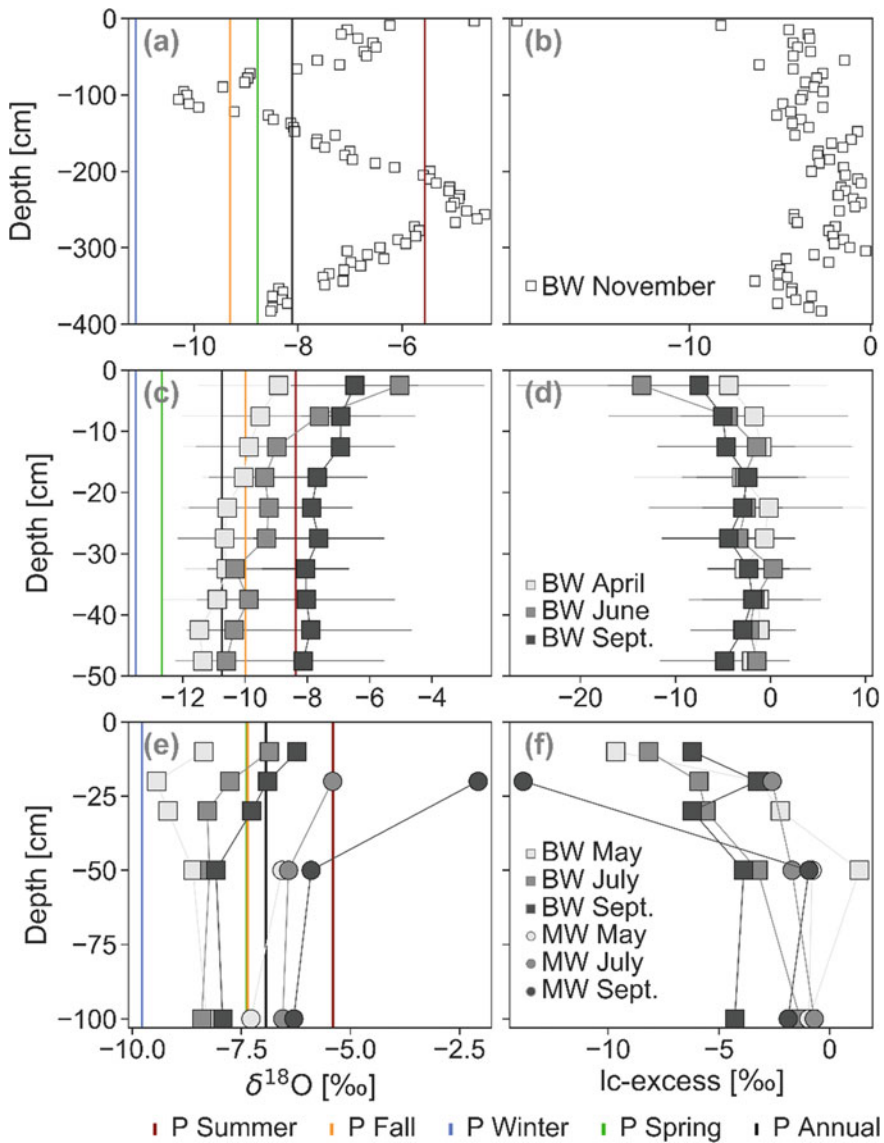 (a) (b)
0
−100
−200
−300
−400
Depth [cm]
BW November
−10 −8 −6 −10 0
(c) (d)
0
−10
−20
−30
−40
−50
Depth [cm]
BW April
BW June
BW Sept.
−12 −10 −8 −6 −4 −20 −10 0 10
(e) (f)
0
−25
−50
−75
−100
Depth [cm]
BW May
BW July
BW Sept.
MW May
MW July
MW Sept.
−10.0 −7.5 −5.0 −2.5 −10 −5 0
δ¹⁸O [‰] lc-excess [‰]
P Summer P Fall P Winter P Spring P Annual